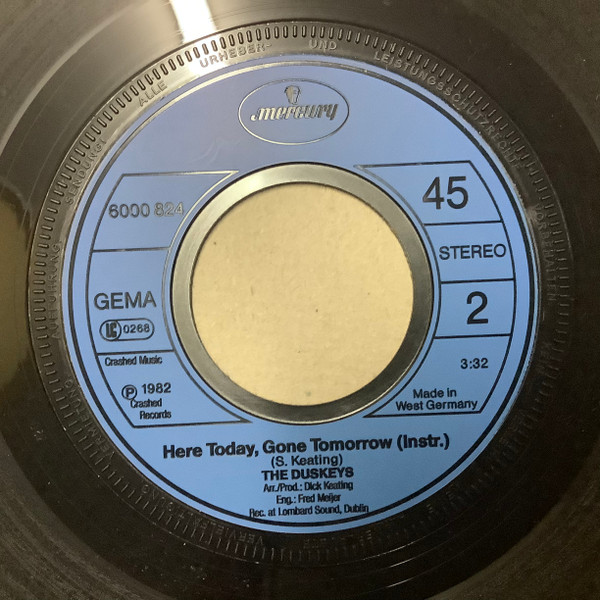 mercury
6000 824
45
STEREO
GEMA
LC 0268
2
Crashed Music
3:32
P 1982
Crashed
Records
Made in
West Germany
Here Today, Gone Tomorrow (Instr.)
(S. Keating)
THE DUSKEYS
Arr./Prod.: Dick Keating
Eng.: Fred Meijer
Rec. at Lombard Sound, Dublin
ALLE URHEBER- UND LEISTUNGSSCHUTZRECHTE